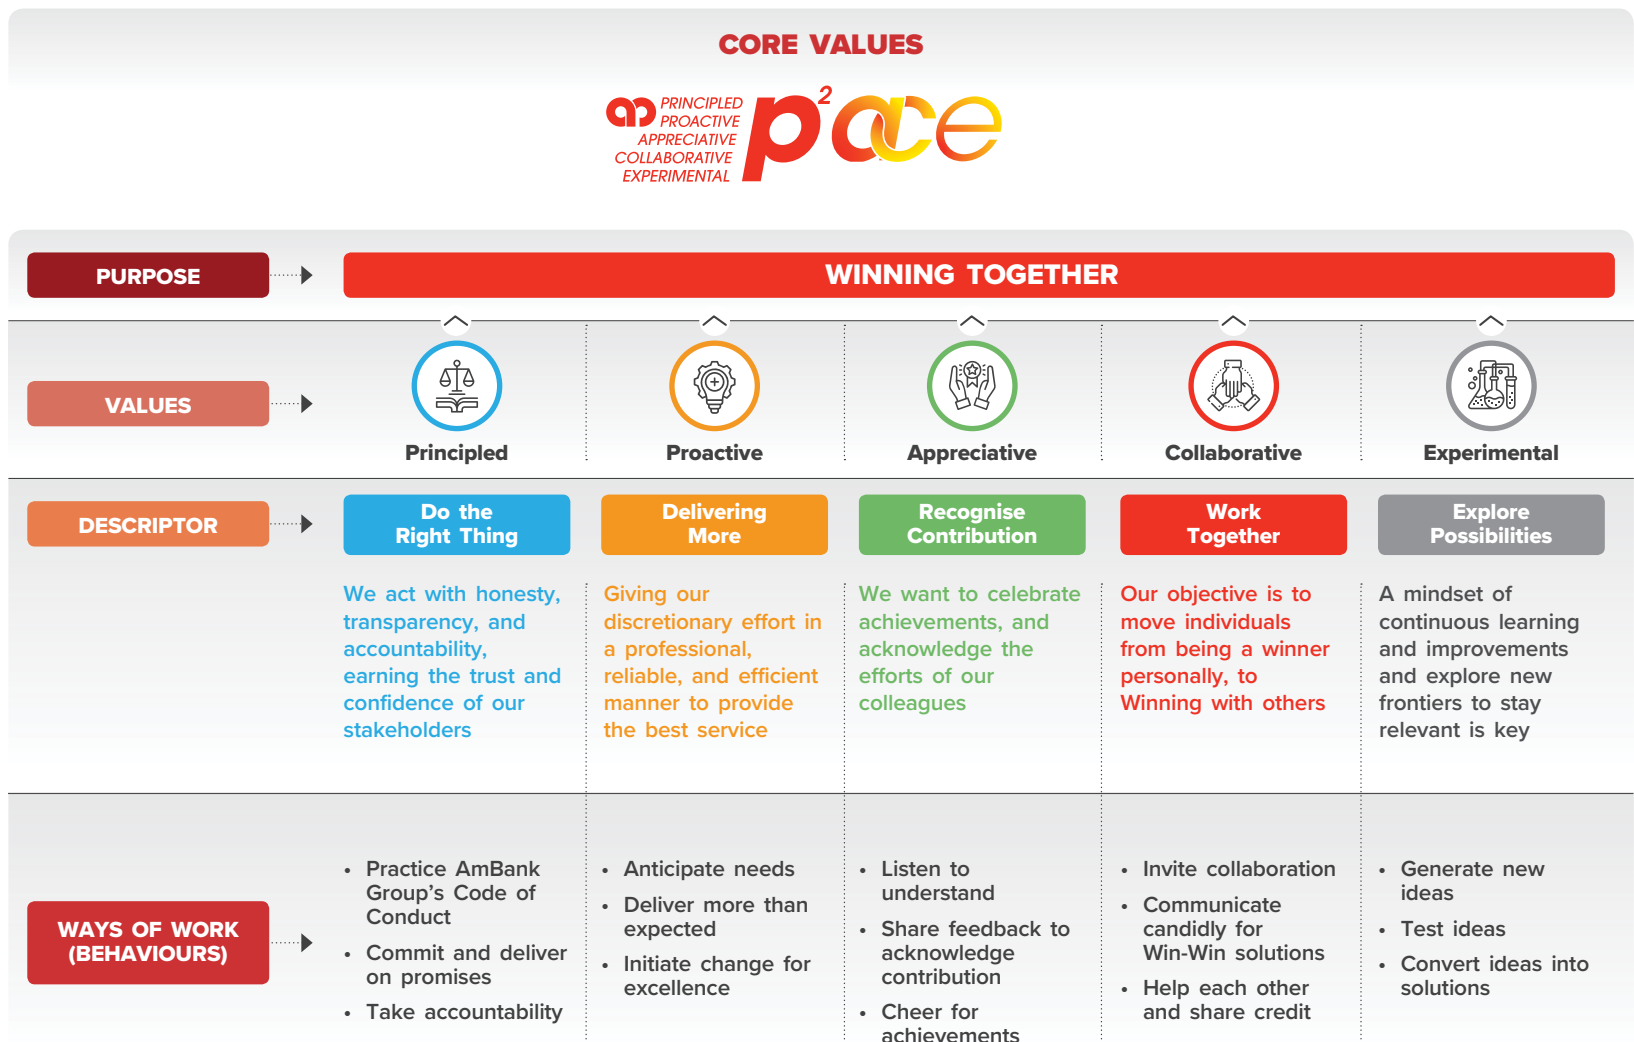 CORE VALUES
PRINCIPLED
PROACTIVE
APPRECIATIVE
COLLABORATIVE
EXPERIMENTAL
p²ace
PURPOSE
WINNING TOGETHER
VALUES
Principled
Proactive
Appreciative
Collaborative
Experimental
DESCRIPTOR
Do the
Right Thing
Delivering
More
Recognise
Contribution
Work
Together
Explore
Possibilities
We act with honesty,
transparency, and
accountability,
earning the trust and
confidence of our
stakeholders
Giving our
discretionary effort in
a professional,
reliable, and efficient
manner to provide
the best service
We want to celebrate
achievements, and
acknowledge the
efforts of our
colleagues
Our objective is to
move individuals
from being a winner
personally, to
Winning with others
A mindset of
continuous learning
and improvements
and explore new
frontiers to stay
relevant is key
WAYS OF WORK
(BEHAVIOURS)
• Practice AmBank
Group's Code of
Conduct
• Commit and deliver
on promises
• Take accountability
• Anticipate needs
• Deliver more than
expected
• Initiate change for
excellence
• Listen to
understand
• Share feedback to
acknowledge
contribution
• Cheer for
achievements
• Invite collaboration
• Communicate
candidly for
Win-Win solutions
• Help each other
and share credit
• Generate new
ideas
• Test ideas
• Convert ideas into
solutions